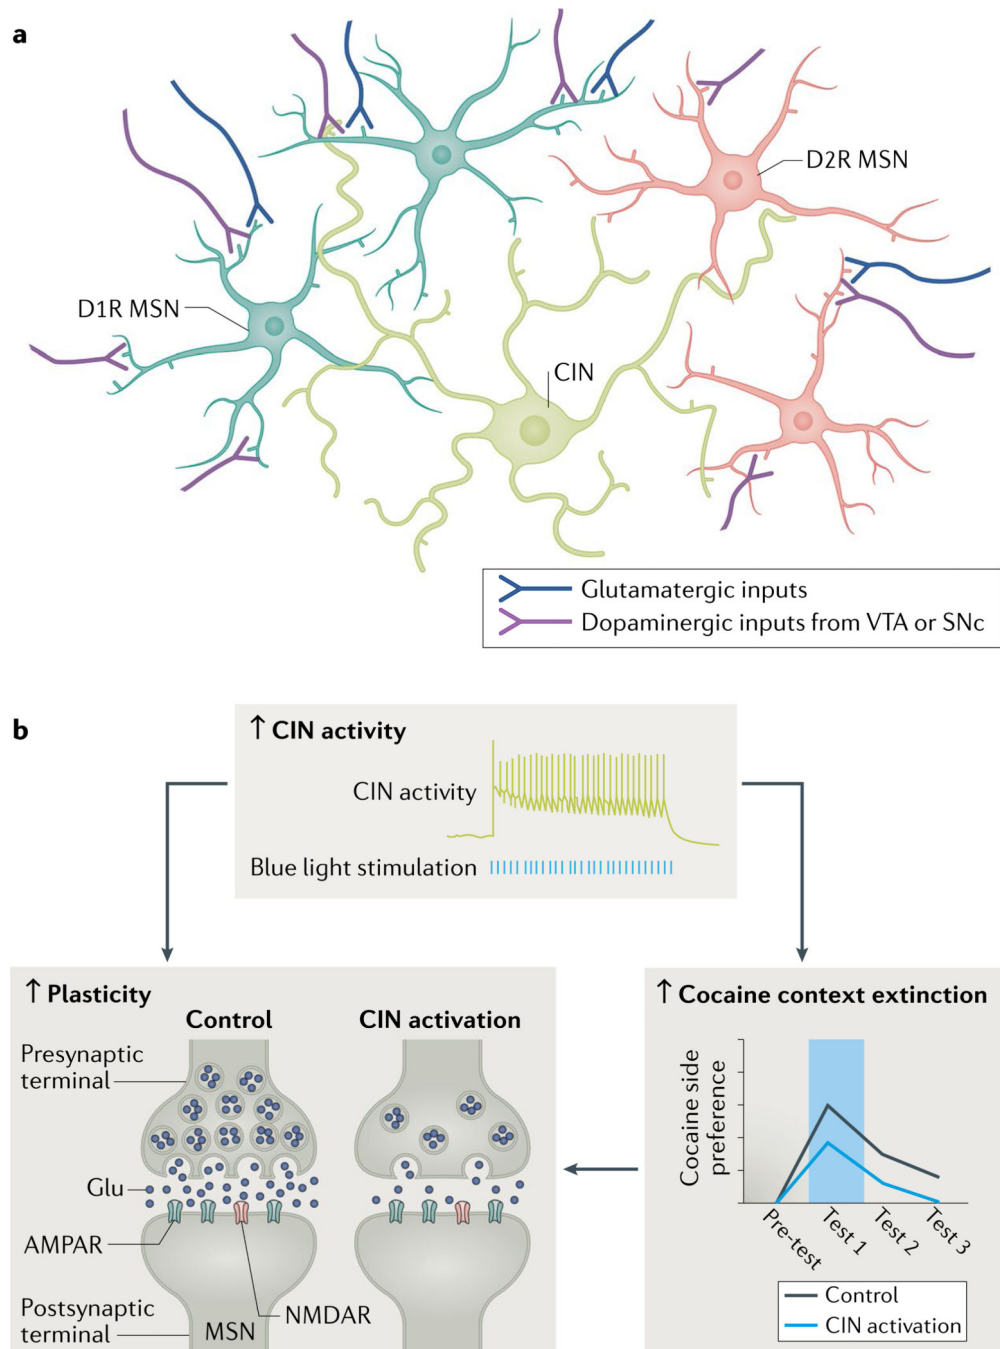 a
D2R MSN
D1R MSN
CIN
Glutamatergic inputs
Dopaminergic inputs from VTA or SNc
b
↑ CIN activity
CIN activity
Blue light stimulation
↑ Plasticity
Control
CIN activation
Presynaptic
terminal
Glu
AMPAR
Postsynaptic
terminal
MSN
NMDAR
↑ Cocaine context extinction
Cocaine side
preference
Pre-test
Test 1
Test 2
Test 3
Control
CIN activation